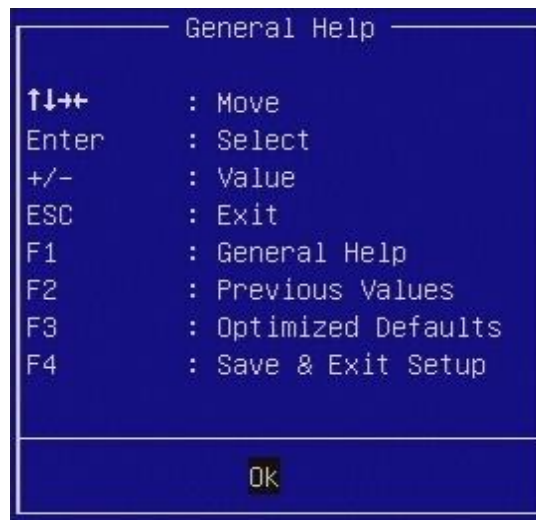 General Help
↑↓→← : Move
Enter : Select
+/- : Value
ESC : Exit
F1 : General Help
F2 : Previous Values
F3 : Optimized Defaults
F4 : Save & Exit Setup
Ok